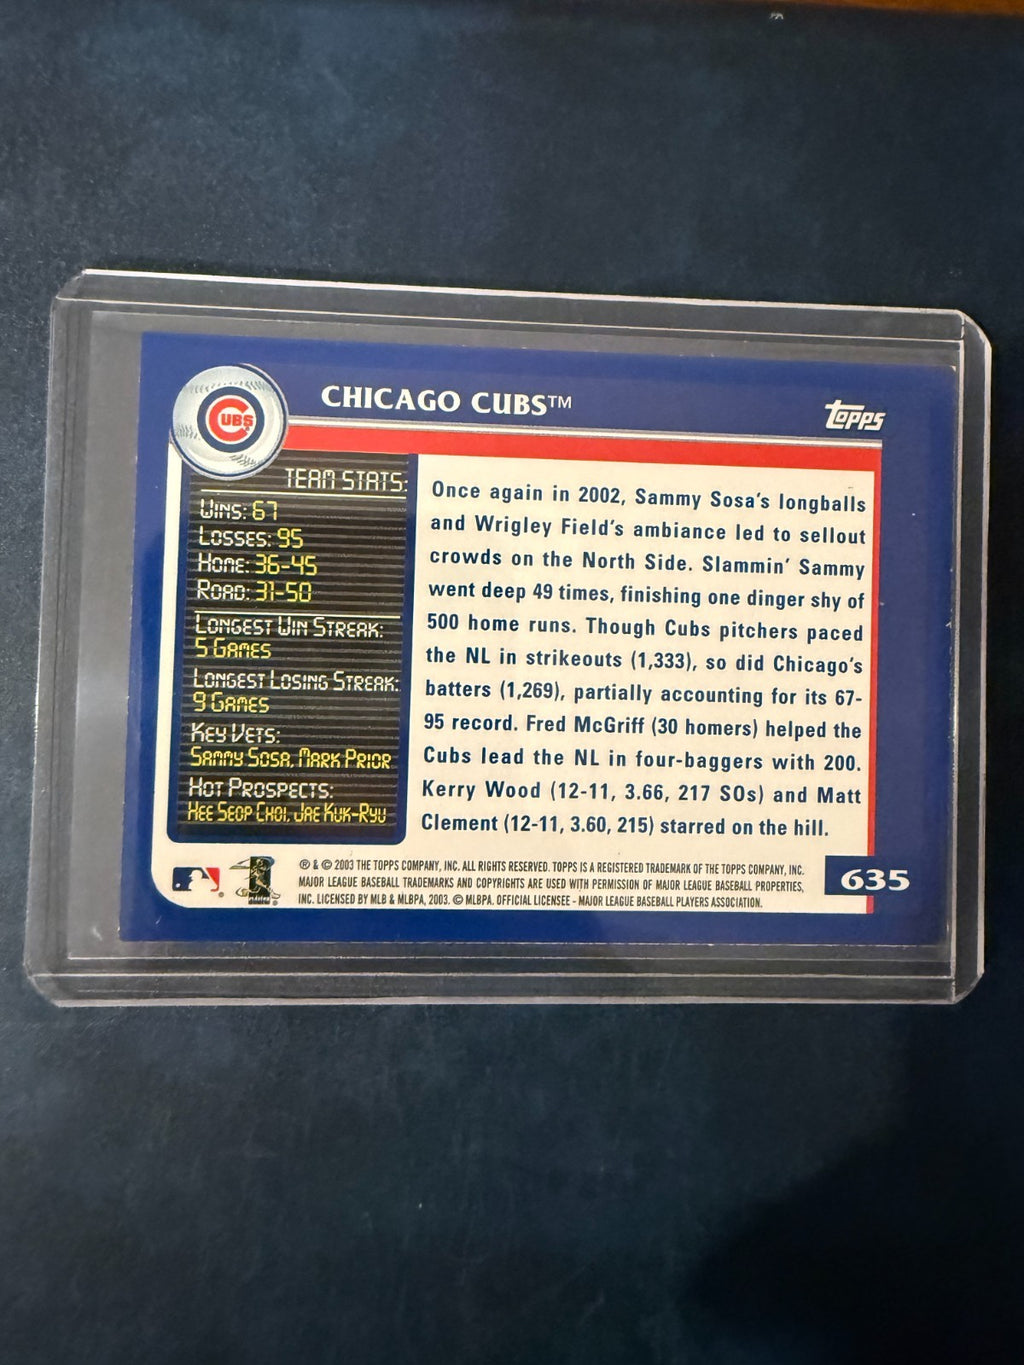 CHICAGO CUBS™
topps
CUBS
TEAM STATS:
WINS: 67
LOSSES: 95
HOME: 36-45
ROAD: 31-50
LONGEST WIN STREAK:
5 GAMES
LONGEST LOSING STREAK:
9 GAMES
KEY VETS:
SAMMY SOSA, MARK PRIOR
HOT PROSPECTS:
HEE SEOP CHOI, JAE KUK-RYU
Once again in 2002, Sammy Sosa's longballs
and Wrigley Field's ambiance led to sellout
crowds on the North Side. Slammin' Sammy
went deep 49 times, finishing one dinger shy of
500 home runs. Though Cubs pitchers paced
the NL in strikeouts (1,333), so did Chicago's
batters (1,269), partially accounting for its 67-
95 record. Fred McGriff (30 homers) helped the
Cubs lead the NL in four-baggers with 200.
Kerry Wood (12-11, 3.66, 217 SOs) and Matt
Clement (12-11, 3.60, 215) starred on the hill.
® & © 2003 THE TOPPS COMPANY, INC. ALL RIGHTS RESERVED. TOPPS IS A REGISTERED TRADEMARK OF THE TOPPS COMPANY, INC.
MAJOR LEAGUE BASEBALL TRADEMARKS AND COPYRIGHTS ARE USED WITH PERMISSION OF MAJOR LEAGUE BASEBALL PROPERTIES,
INC. LICENSED BY MLB & MLBPA, 2003. © MLBPA. OFFICIAL LICENSEE - MAJOR LEAGUE BASEBALL PLAYERS ASSOCIATION.
635